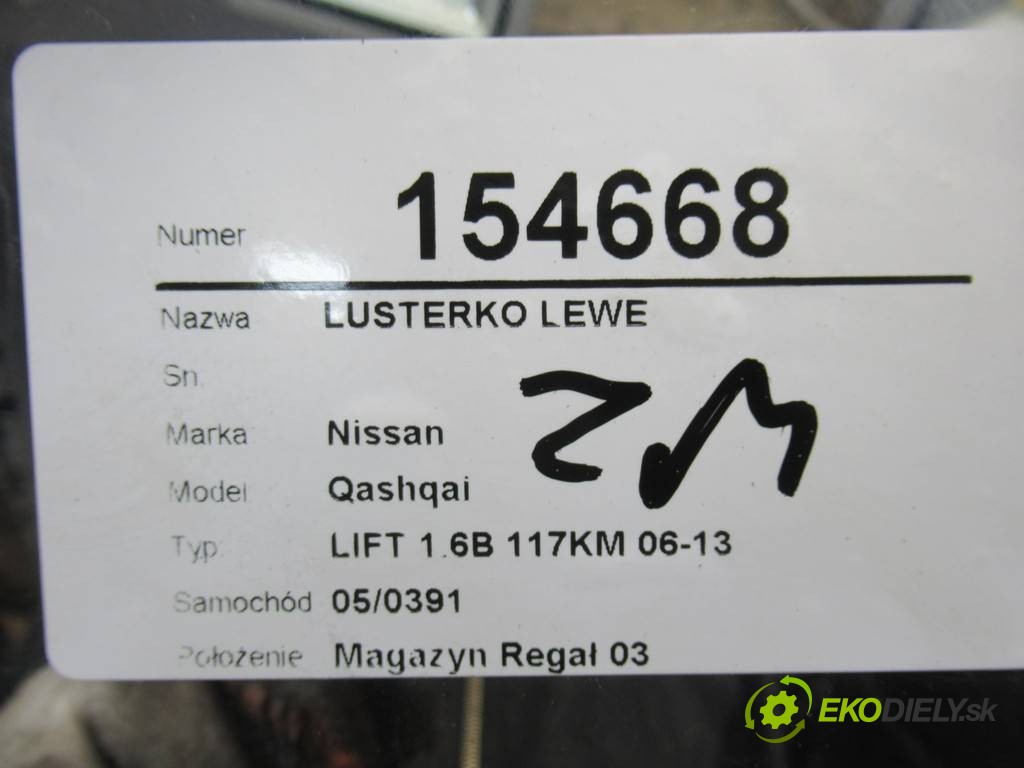 Numer 154668
Nazwa LUSTERKO LEWE
Sn.
ZM
Marka Nissan
Model Qashqai
Typ: LIFT 1.6B 117KM 06-13
Samochód 05/0391
Położenie Magazyn Regał 03
EKODIELY.sk